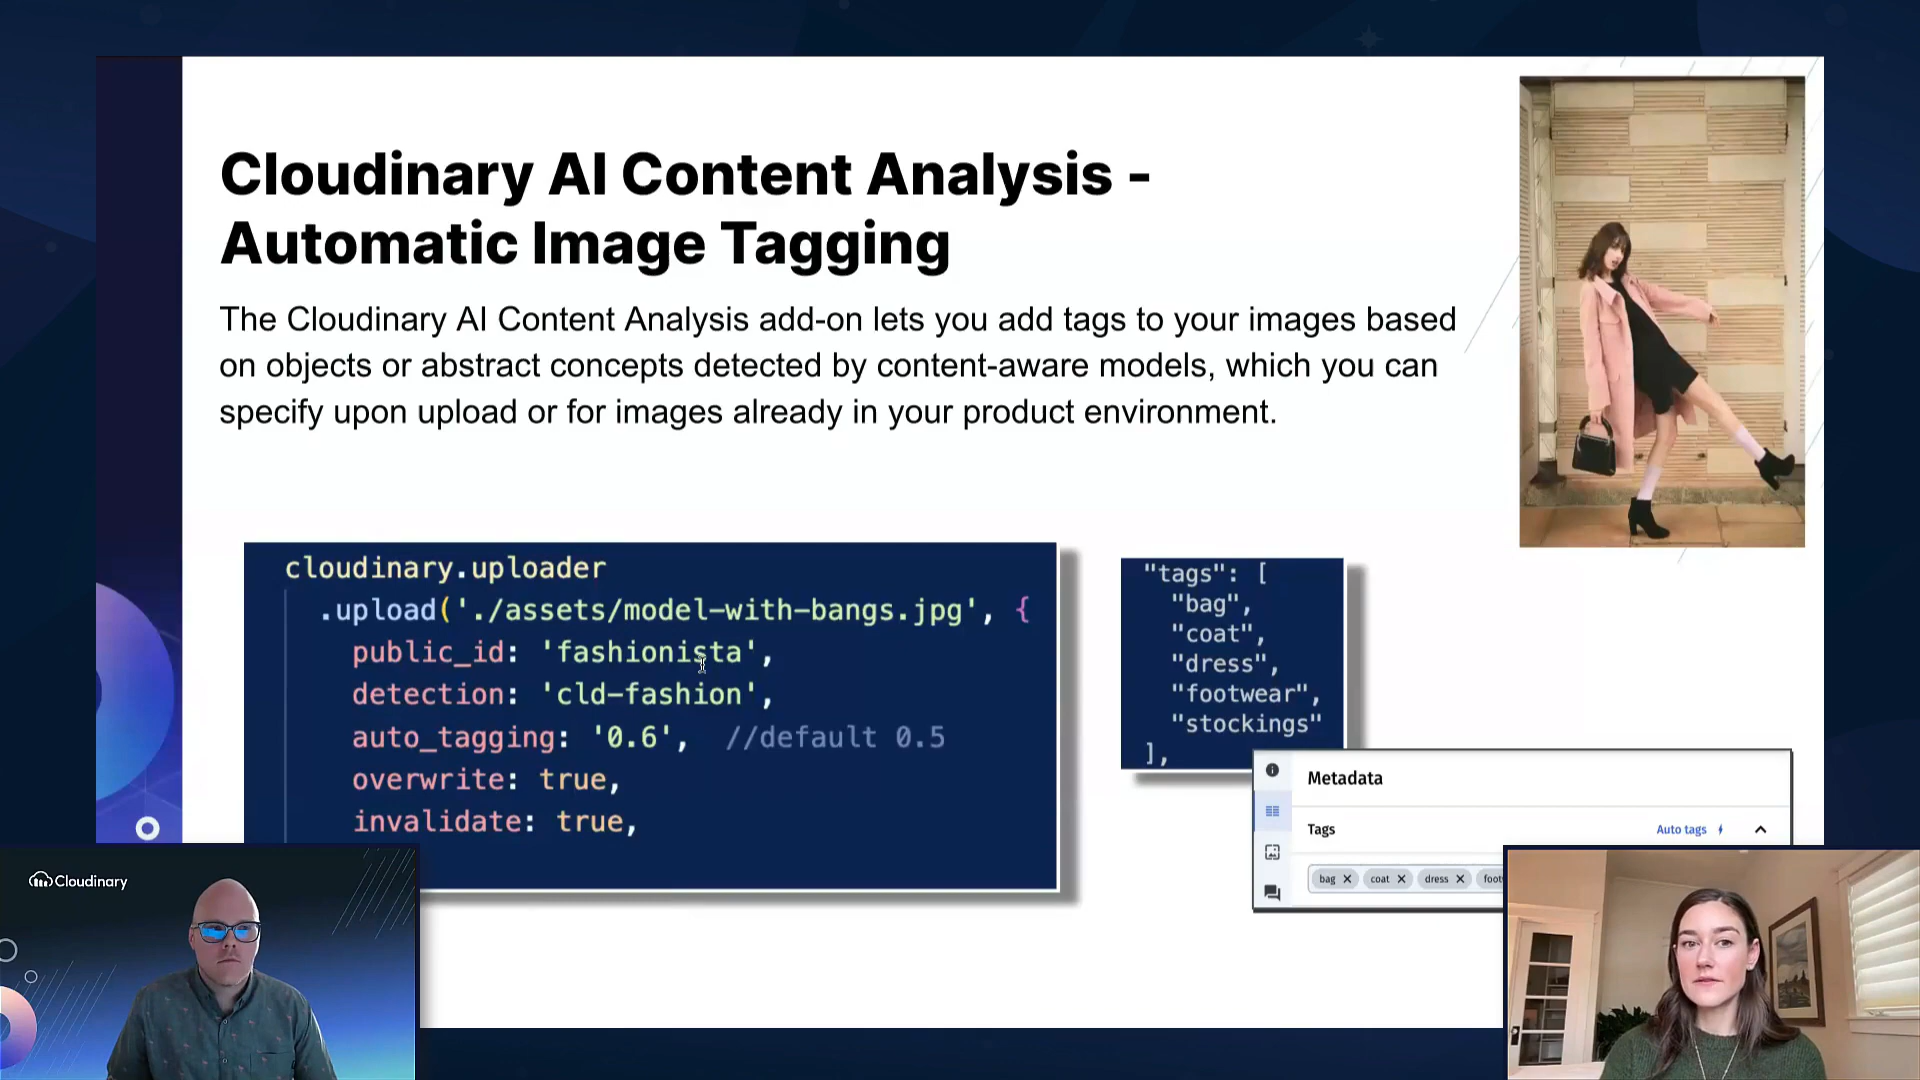 Cloudinary AI Content Analysis -
Automatic Image Tagging
The Cloudinary AI Content Analysis add-on lets you add tags to your images based
on objects or abstract concepts detected by content-aware models, which you can
specify upon upload or for images already in your product environment.
cloudinary.uploader
.upload('./assets/model-with-bangs.jpg', {
public_id: 'fashionista',
detection: 'cld-fashion',
auto_tagging: '0.6',  //default 0.5
overwrite: true,
invalidate: true,
"tags": [
"bag",
"coat",
"dress",
"footwear",
"stockings"
],
Metadata
Tags
Auto tags
bag
coat
dress
Cloudinary